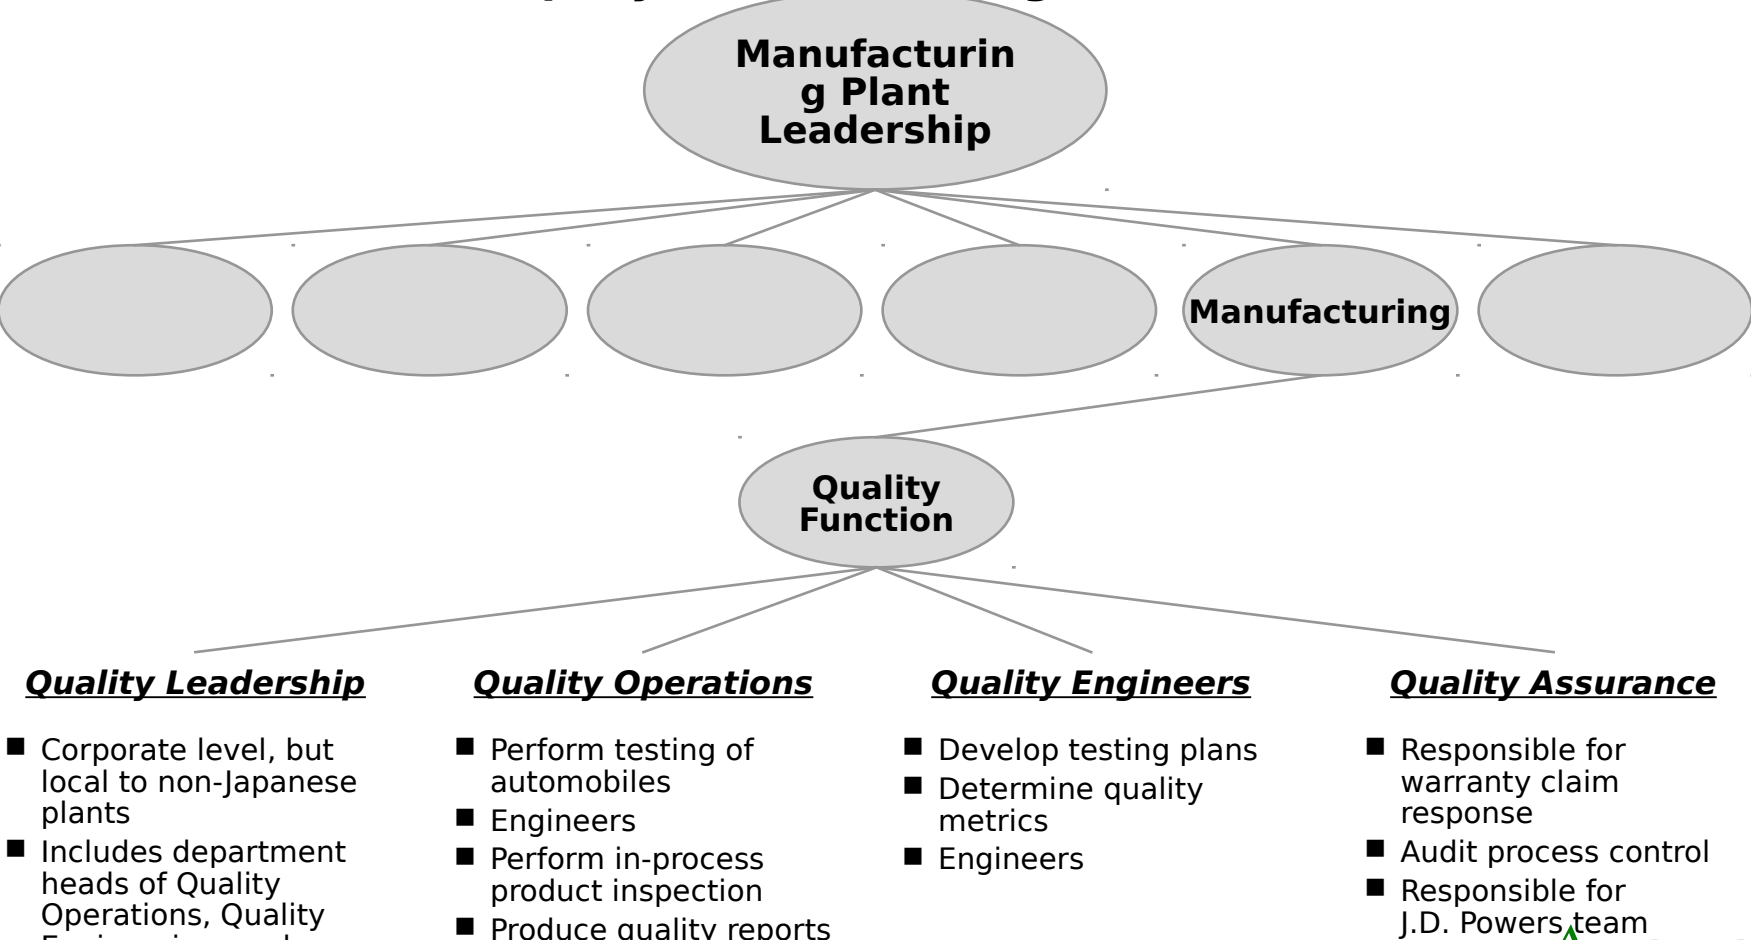 Manufacturin
g Plant
Leadership
Manufacturing
Quality
Function
Quality Leadership
■ Corporate level, but
local to non-Japanese
plants
■ Includes department
heads of Quality
Operations, Quality
Quality Operations
■ Perform testing of
automobiles
■ Engineers
■ Perform in-process
product inspection
■ Produce quality reports
Quality Engineers
■ Develop testing plans
■ Determine quality
metrics
■ Engineers
Quality Assurance
■ Responsible for
warranty claim
response
■ Audit process control
■ Responsible for
J.D. Powers team